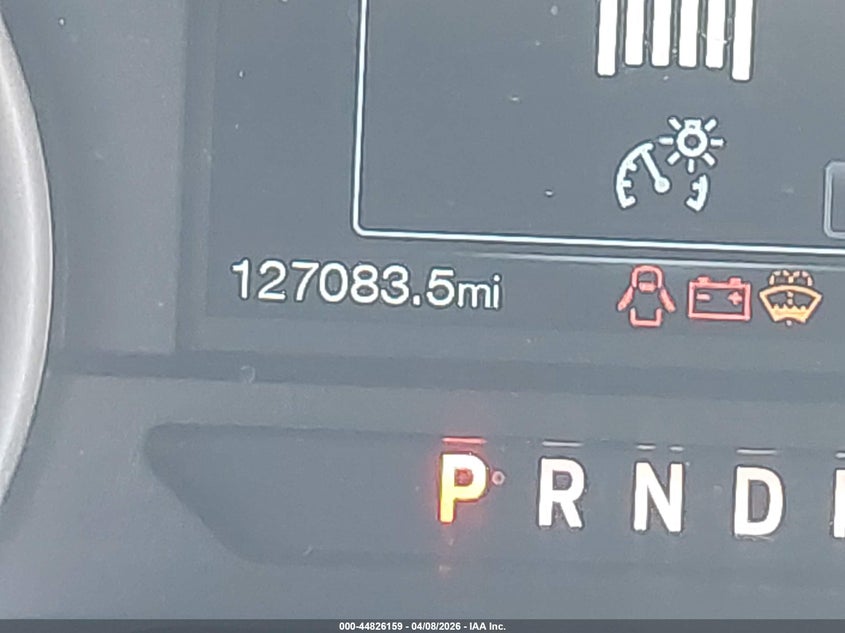 127083.5mi
P R N D
000-44826159 - 04/08/2026 - IAA Inc.